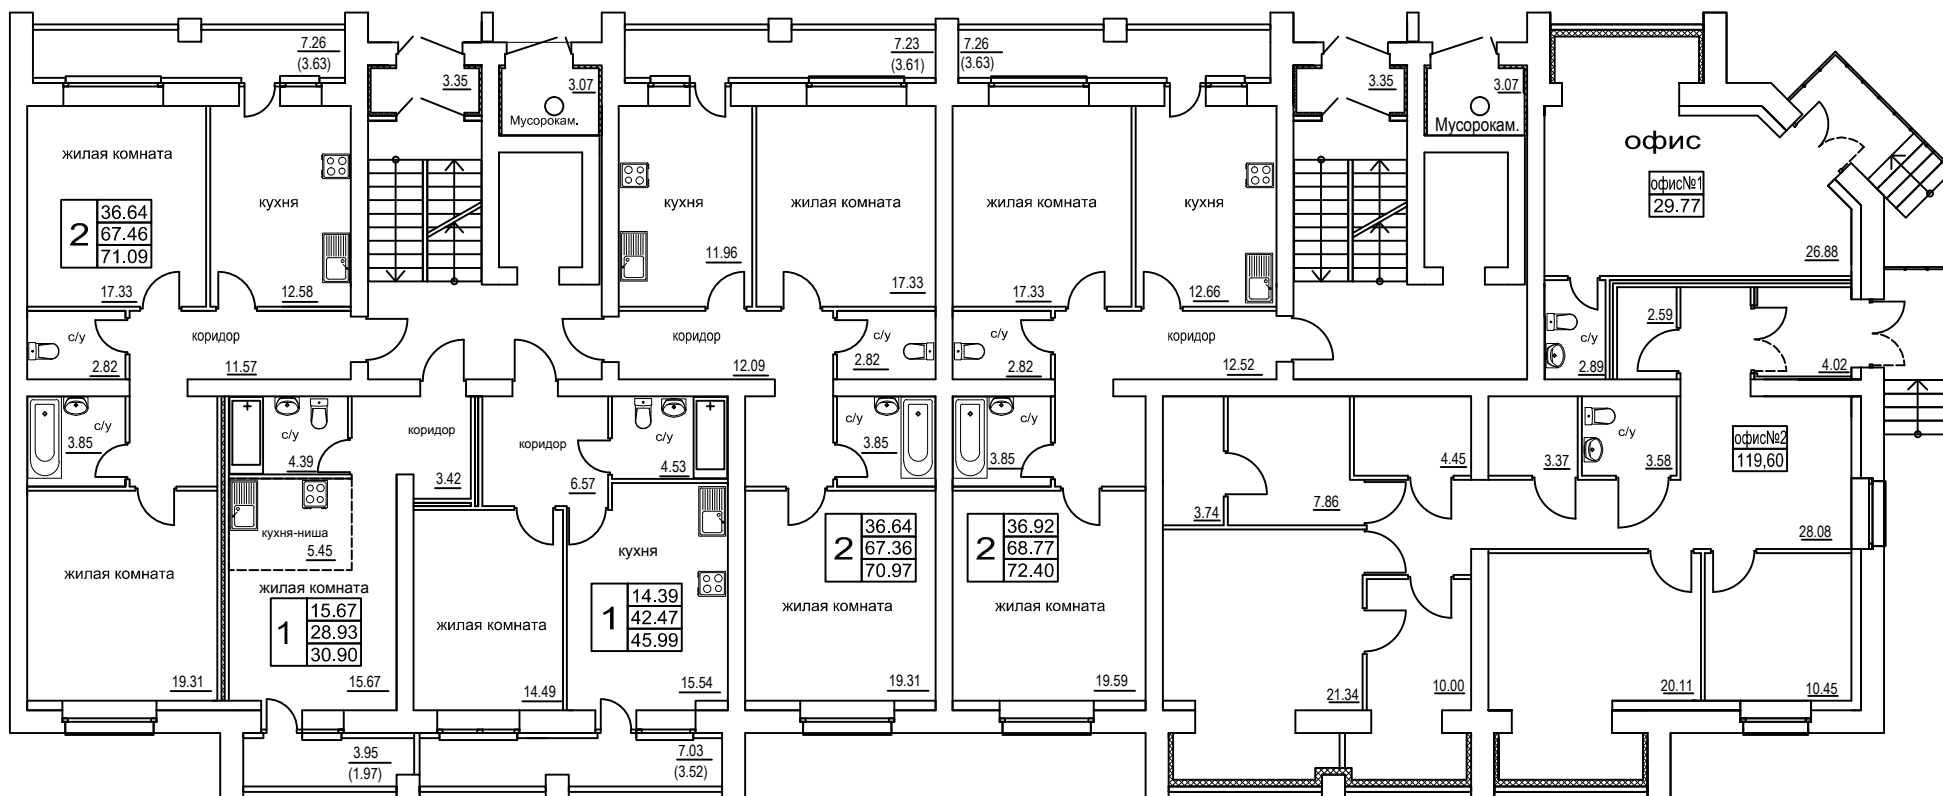 7.26
(3.63)
3.35
3.07
Мусорокам.
7.23
(3.61)
7.26
(3.63)
3.35
3.07
Мусорокам.
жилая комната
2
36.64
67.46
71.09
17.33
кухня
12.58
кухня
11.96
жилая комната
17.33
жилая комната
17.33
кухня
12.66
офис
офис№1
29.77
26.88
с/у
2.82
коридор
11.57
коридор
12.09
с/у
2.82
с/у
2.82
коридор
12.52
с/у
2.89
2.59
4.02
с/у
3.85
с/у
4.39
коридор
3.42
коридор
6.57
с/у
4.53
с/у
3.85
с/у
3.85
3.74
7.86
4.45
3.37
с/у
3.58
офис№2
119,60
28.08
кухня-ниша
5.45
жилая комната
19.31
жилая комната
1
15.67
28.93
30.90
15.67
жилая комната
14.49
кухня
1
14.39
42.47
45.99
15.54
2
36.64
67.36
70.97
жилая комната
19.31
2
36.92
68.77
72.40
жилая комната
19.59
21.34
10.00
20.11
10.45
3.95
(1.97)
7.03
(3.52)